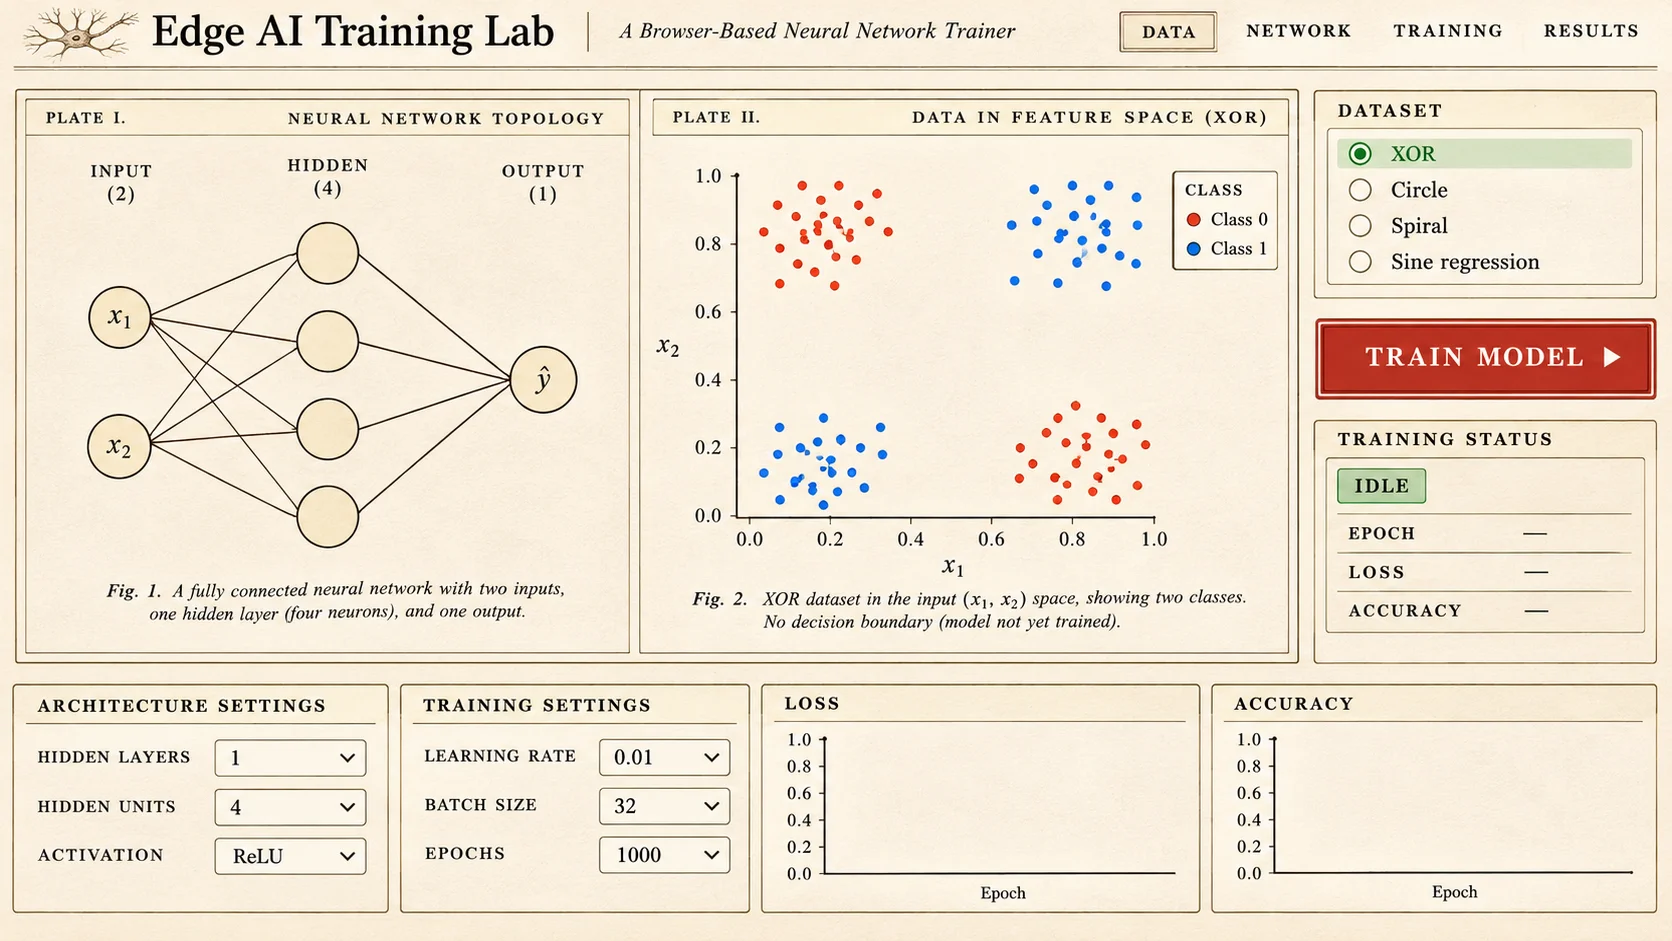 Edge AI Training Lab
A Browser-Based Neural Network Trainer
DATA
NETWORK
TRAINING
RESULTS
PLATE I.
NEURAL NETWORK TOPOLOGY
INPUT
(2)
HIDDEN
(4)
OUTPUT
(1)
x₁
x₂
ŷ
Fig. 1. A fully connected neural network with two inputs,
one hidden layer (four neurons), and one output.
PLATE II.
DATA IN FEATURE SPACE (XOR)
1.0
0.8
0.6
0.4
0.2
0.0
x₂
0.0 0.2 0.4 0.6 0.8 1.0
x₁
CLASS
Class 0
Class 1
Fig. 2. XOR dataset in the input (x₁, x₂) space, showing two classes.
No decision boundary (model not yet trained).
DATASET
XOR
Circle
Spiral
Sine regression
TRAIN MODEL
TRAINING STATUS
IDLE
EPOCH —
LOSS —
ACCURACY —
ARCHITECTURE SETTINGS
HIDDEN LAYERS 1
HIDDEN UNITS 4
ACTIVATION ReLU
TRAINING SETTINGS
LEARNING RATE 0.01
BATCH SIZE 32
EPOCHS 1000
LOSS
1.0
0.8
0.6
0.4
0.2
0.0
Epoch
ACCURACY
1.0
0.8
0.6
0.4
0.2
0.0
Epoch